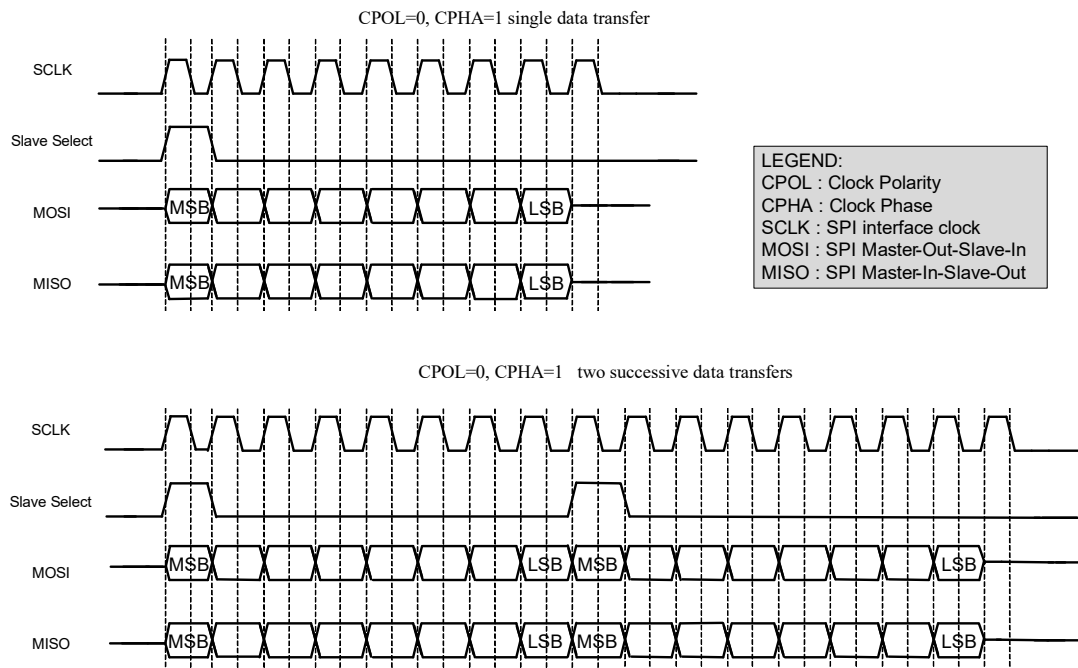 CPOL=0, CPHA=1 single data transfer
SCLK
Slave Select
MOSI
MSB
LSB
MISO
MSB
LSB
LEGEND:
CPOL : Clock Polarity
CPHA : Clock Phase
SCLK : SPI interface clock
MOSI : SPI Master-Out-Slave-In
MISO : SPI Master-In-Slave-Out
CPOL=0, CPHA=1 two successive data transfers
SCLK
Slave Select
MOSI
MSB
LSB
MSB
LSB
MISO
MSB
LSB
MSB
LSB